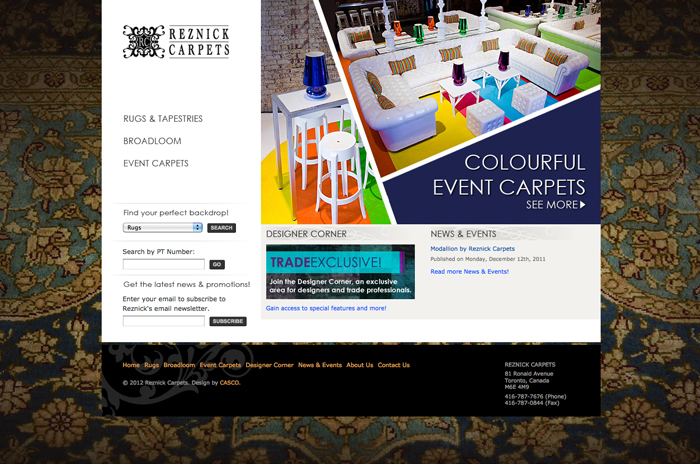 REZNICK
CARPETS
RUGS & TAPESTRIES
BROADLOOM
EVENT CARPETS
Find your perfect backdrop!
Rugs SEARCH
Search by PT Number:
GO
Get the latest news & promotions!
Enter your email to subscribe to
Reznick's email newsletter.
SUBSCRIBE
COLOURFUL
EVENT CARPETS
SEE MORE
DESIGNER CORNER
TRADEEXCLUSIVE!
Join the Designer Corner, an exclusive
area for designers and trade professionals.
Gain access to special features and more!
NEWS & EVENTS
Modallion by Reznick Carpets
Published on Monday, December 12th, 2011
Read more News & Events!
Home Rugs Broadloom Event Carpets Designer Corner News & Events About Us Contact Us
© 2012 Reznick Carpets. Design by CASCO.
REZNICK CARPETS
81 Ronald Avenue
Toronto, Canada
M6E 4M9
416-787-7676 (Phone)
416-787-0844 (Fax)